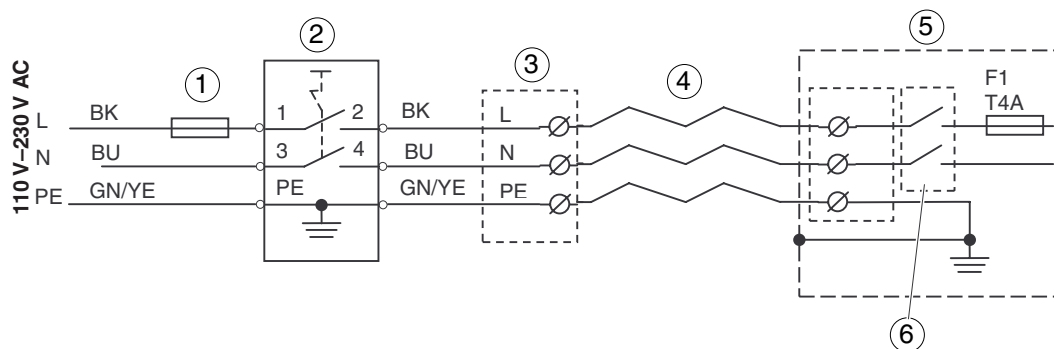 110 V–230 V AC
1
2
3
4
5
6
L BK 1 2 BK L
N BU 3 4 BU N
PE GN/YE PE GN/YE PE
F1
T4A